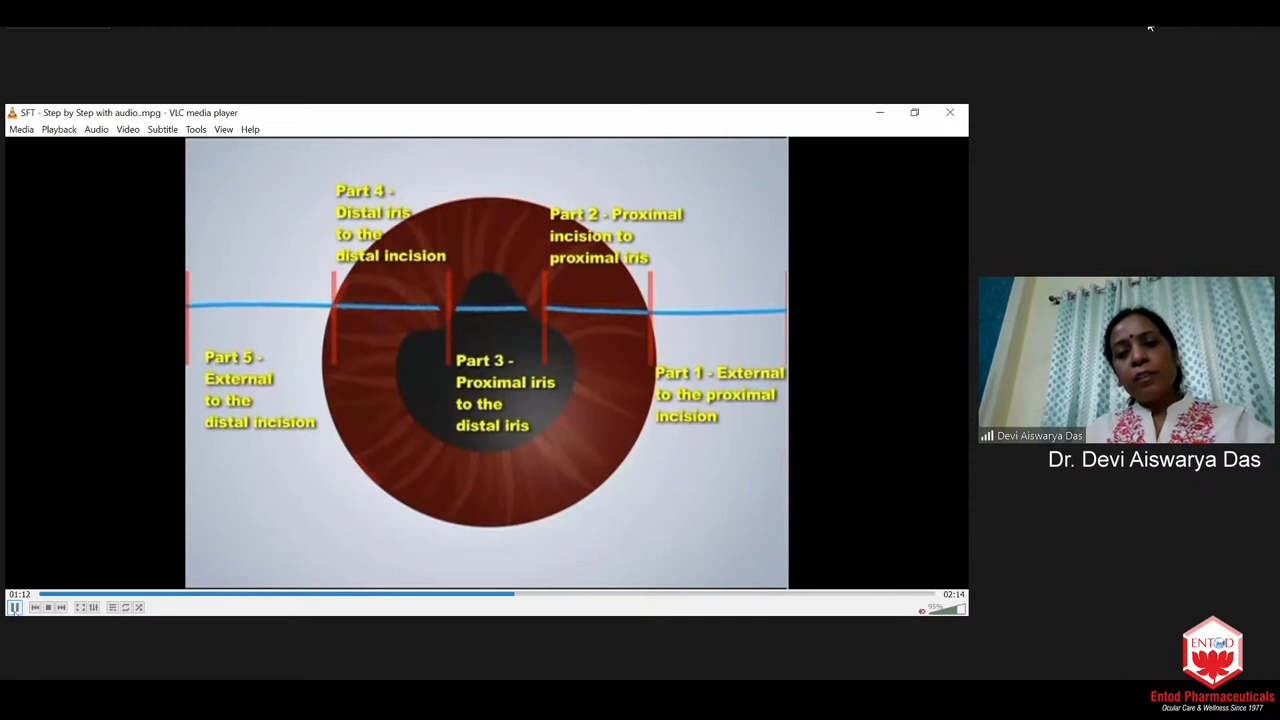 SFT - Step by Step with audio..mpg - VLC media player
Media Playback Audio Video Subtitle Tools View Help
Part 4 -
Distal iris
to the
distal incision
Part 2 - Proximal
incision to
proximal iris
Part 5 -
External
to the
distal incision
Part 3 -
Proximal iris
to the
distal iris
Part 1 - External
to the proximal
incision
Devi Aiswarya Das
Dr. Devi Aiswarya Das
01:12
02:14
95%
ENTOD
Entod Pharmaceuticals
Ocular Care & Wellness Since 1977